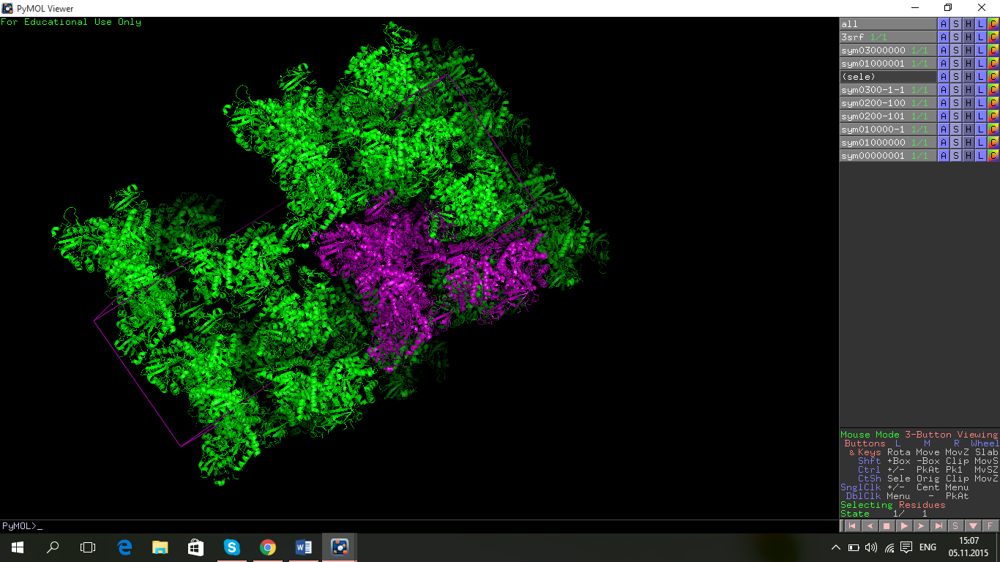 PyMOL Viewer
For Educational Use Only
all A S H L C
3srf 1/1 A S H L C
sym03000000 1/1 A S H L C
sym01000001 1/1 A S H L C
(sele) A S H L C
sym0300-1-1 1/1 A S H L C
sym0200-100 1/1 A S H L C
sym0200-101 1/1 A S H L C
sym010000-1 1/1 A S H L C
sym01000000 1/1 A S H L C
sym00000001 1/1 A S H L C
Mouse Mode 3-Button Viewing
Buttons L M R Wheel
& Keys Rota Move MovZ Slab
Shft +Box -Box Clip MovS
Ctrl +/- PkAt Pk1 MvSZ
CtSh Sele Orig Clip MovZ
SnglClk +/- Cent Menu
DblClk Menu - PkAt
Selecting Residues
State 1/ 1
PyMOL>_
S F
ENG
15:07
05.11.2015